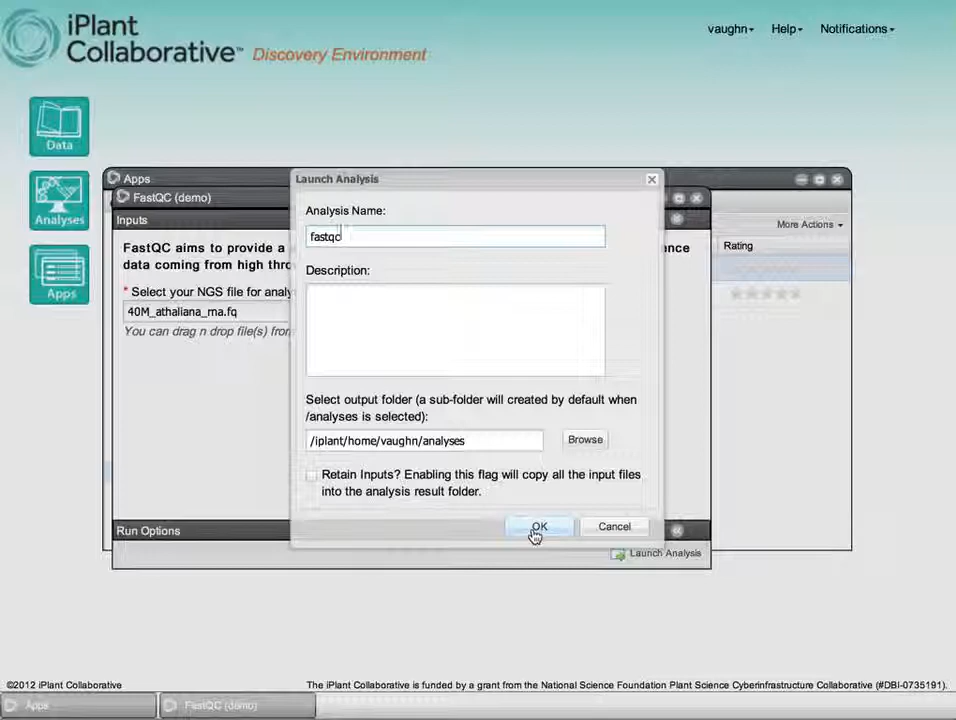 iPlant
Collaborative™ Discovery Environment
vaughn
Help
Notifications
Data
Analyses
Apps
Apps
FastQC (demo)
Inputs
FastQC aims to provide a
data coming from high thr
* Select your NGS file for analy
40M_athaliana_rna.fq
You can drag n drop file(s) from
Run Options
Launch Analysis
Launch Analysis
Analysis Name:
fastqc
Description:
Select output folder (a sub-folder will created by default when
/analyses is selected):
/iplant/home/vaughn/analyses
Browse
Retain Inputs? Enabling this flag will copy all the input files
into the analysis result folder.
OK
Cancel
ance
More Actions
Rating
©2012 iPlant Collaborative
The iPlant Collaborative is funded by a grant from the National Science Foundation Plant Science Cyberinfrastructure Collaborative (#DBI-0735191).
Apps
FastQC (demo)